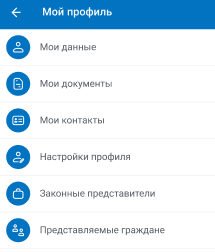 Мой профиль
Мои данные
Мои документы
Мои контакты
Настройки профиля
Законные представители
Представляемые граждане